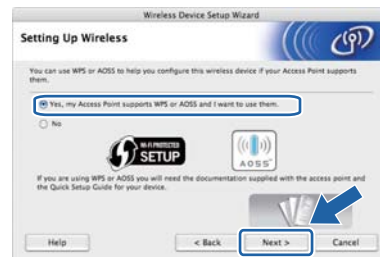 Wireless Device Setup Wizard
Setting Up Wireless
You can use WPS or AOSS to help you configure this wireless device if your Access Point supports
them.
Yes, my Access Point supports WPS or AOSS and I want to use them.
No
Wi-Fi PROTECTED
SETUP
AOSS
If you are using WPS or AOSS you will need the documentation supplied with the access point and
the Quick Setup Guide for your device.
Help
< Back
Next >
Cancel